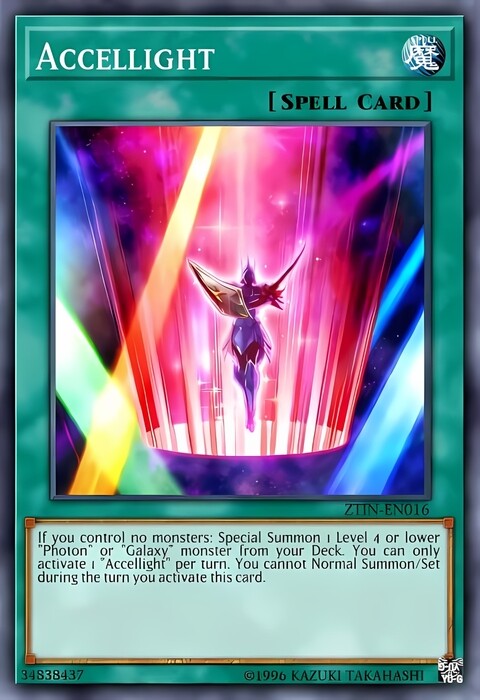 ACCELLIGHT
[SPELL CARD]
ZTIN-EN016
If you control no monsters: Special Summon 1 Level 4 or lower
"Photon" or "Galaxy" monster from your Deck. You can only
activate 1 "Accellight" per turn. You cannot Normal Summon/Set
during the turn you activate this card.
34838437
©1996 KAZUKI TAKAHASHI